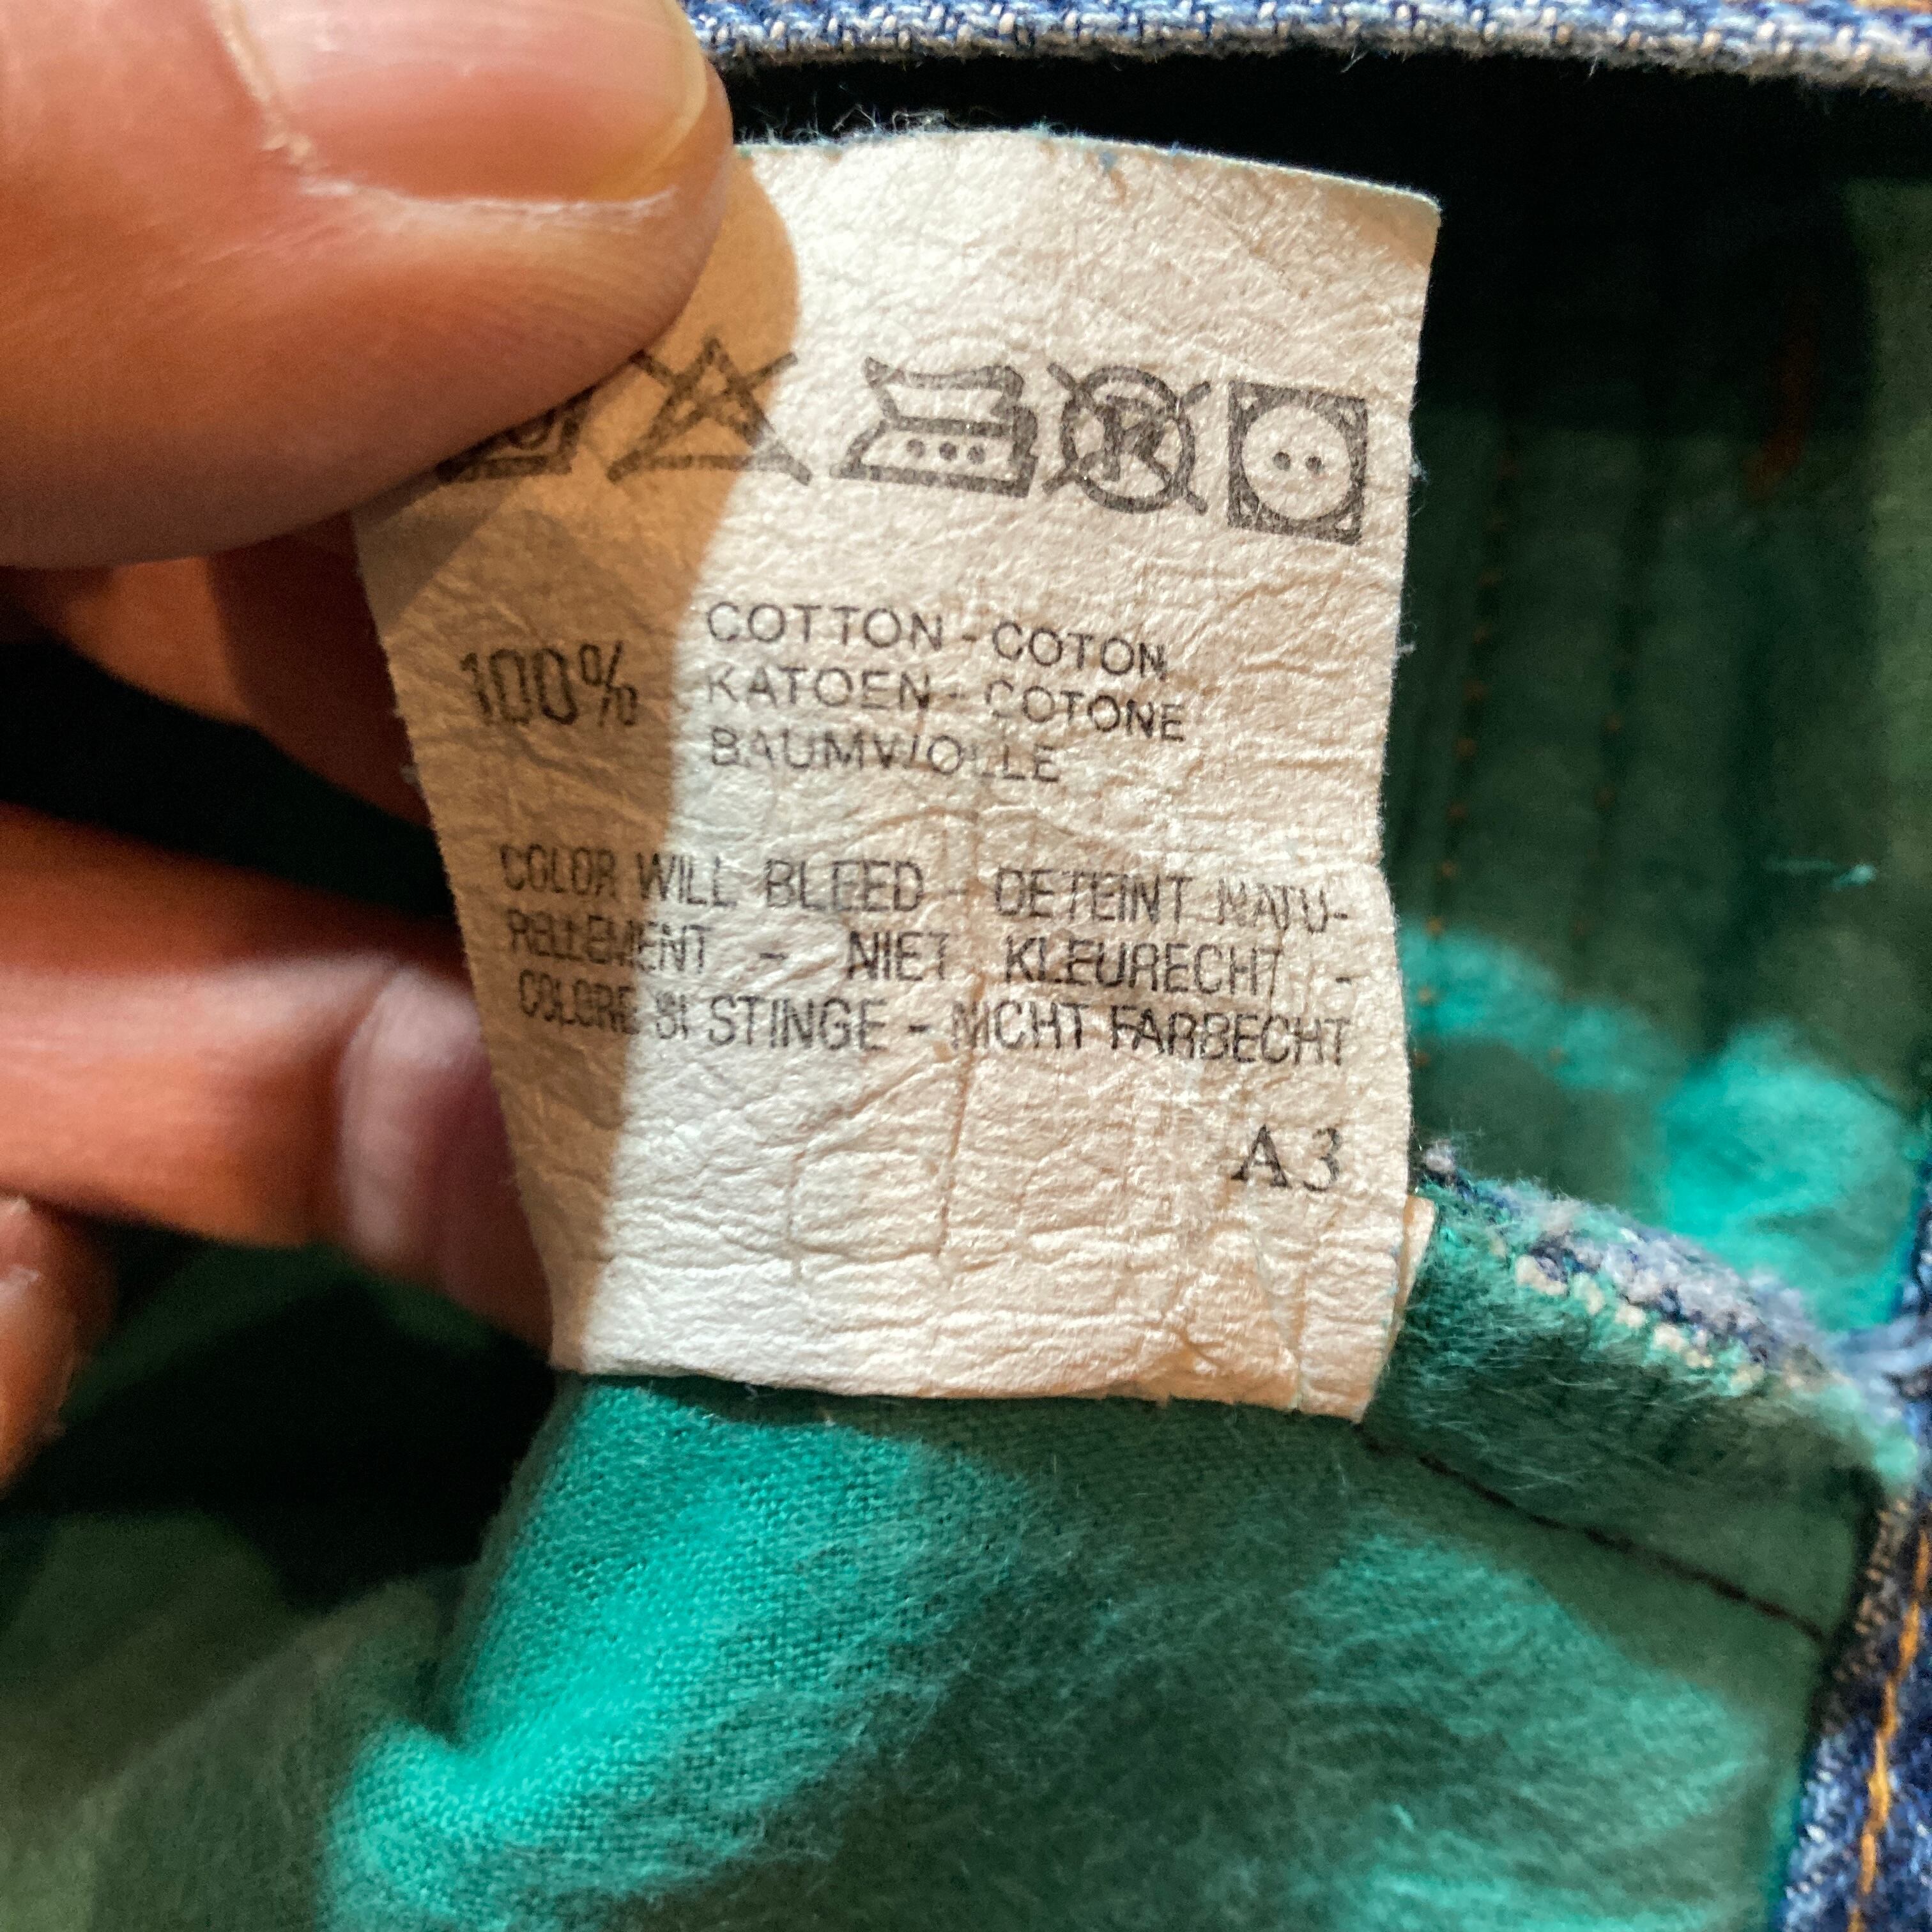 K
100% COTTON - COTON
KATOEN - COTONE
BAUMWOLLE
COLOR WILL BLEED - DETEINT NATU-
RELLEMENT - NIET KLEURECHT -
COLORE SI STINGE - NICHT FARBECHT
A3